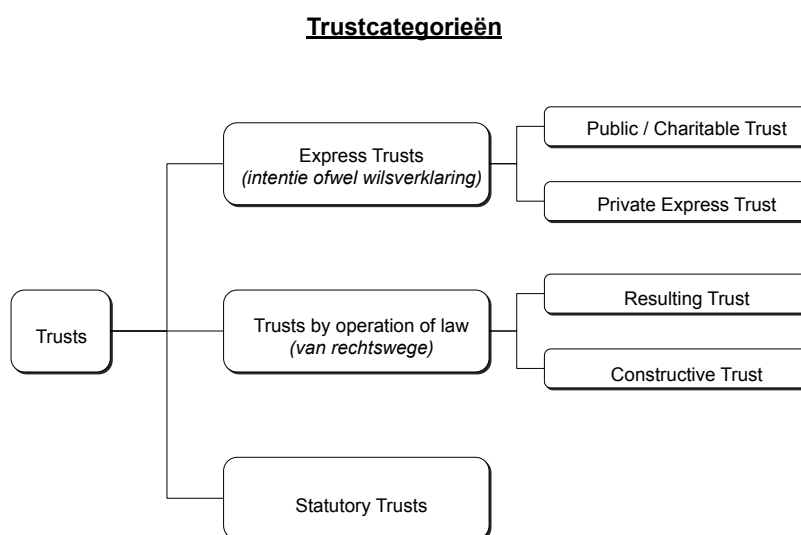 Trustcategorieën
Public / Charitable Trust
Express Trusts
(intentie ofwel wilsverklaring)
Private Express Trust
Resulting Trust
Trusts by operation of law
(van rechtswege)
Trusts
Constructive Trust
Statutory Trusts